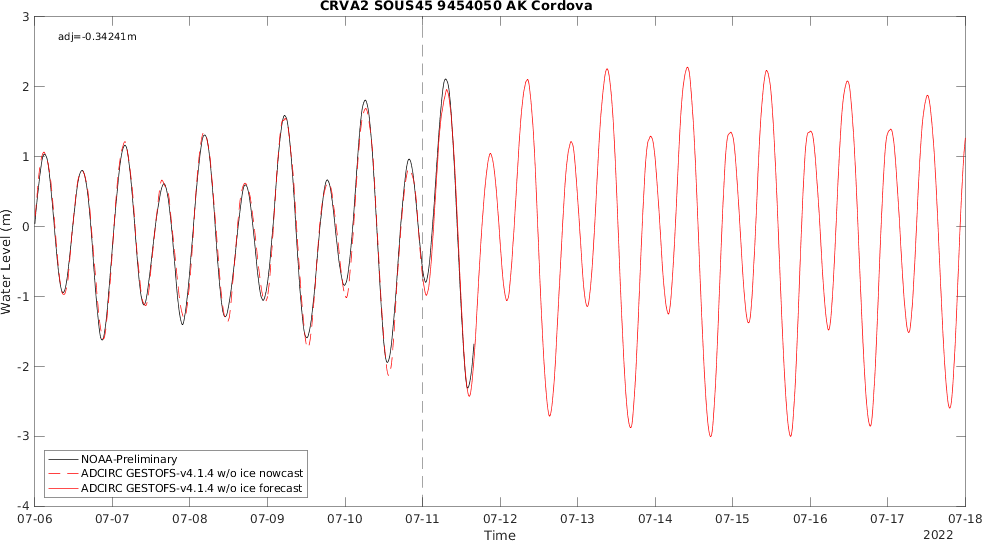 CRVA2 SOUS45 9454050 AK Cordova
adj=-0.34241m
3
2
1
0
-1
-2
-3
-4
Water Level (m)
NOAA-Preliminary
ADCIRC GESTOFS-v4.1.4 w/o ice nowcast
ADCIRC GESTOFS-v4.1.4 w/o ice forecast
07-06 07-07 07-08 07-09 07-10 07-11 07-12 07-13 07-14 07-15 07-16 07-17 07-18
Time
2022